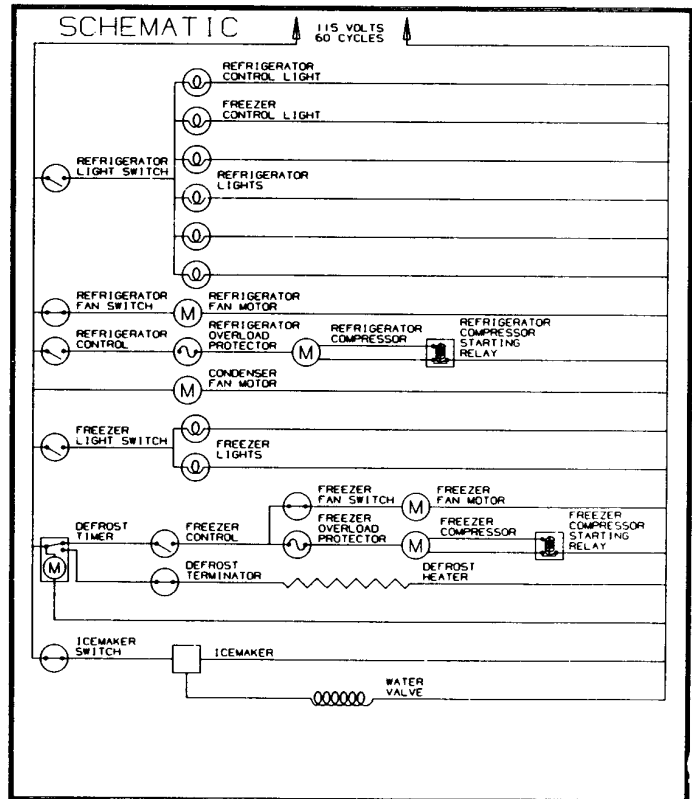 SCHEMATIC
115 VOLTS
60 CYCLES
REFRIGERATOR
CONTROL LIGHT
FREEZER
CONTROL LIGHT
REFRIGERATOR
LIGHT SWITCH
REFRIGERATOR
LIGHTS
REFRIGERATOR
FAN SWITCH
M
REFRIGERATOR
FAN MOTOR
REFRIGERATOR
CONTROL
REFRIGERATOR
OVERLOAD
PROTECTOR
M
REFRIGERATOR
COMPRESSOR
REFRIGERATOR
COMPRESSOR
STARTING
RELAY
M
CONDENSER
FAN MOTOR
FREEZER
LIGHT SWITCH
FREEZER
LIGHTS
FREEZER
FAN SWITCH
M
FREEZER
FAN MOTOR
DEFROST
TIMER
M
FREEZER
CONTROL
FREEZER
OVERLOAD
PROTECTOR
M
FREEZER
COMPRESSOR
FREEZER
COMPRESSOR
STARTING
RELAY
DEFROST
TERMINATOR
DEFROST
HEATER
ICEMAKER
SWITCH
ICEMAKER
WATER
VALVE